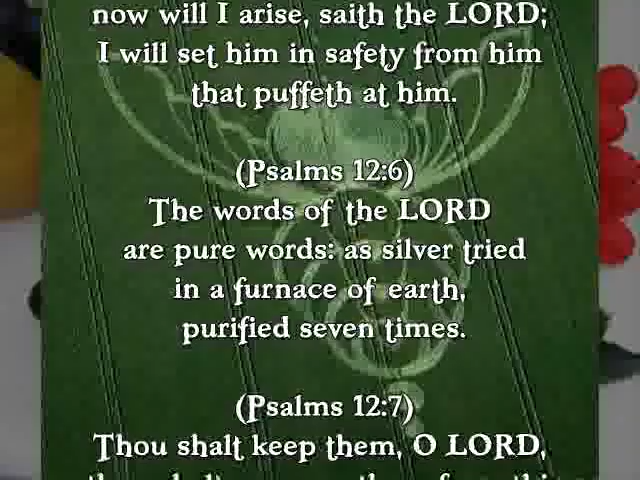 now will I arise, saith the LORD;
I will set him in safety from him
that puffeth at him.
(Psalms 12:6)
The words of the LORD
are pure words: as silver tried
in a furnace of earth,
purified seven times.
(Psalms 12:7)
Thou shalt keep them, O LORD,